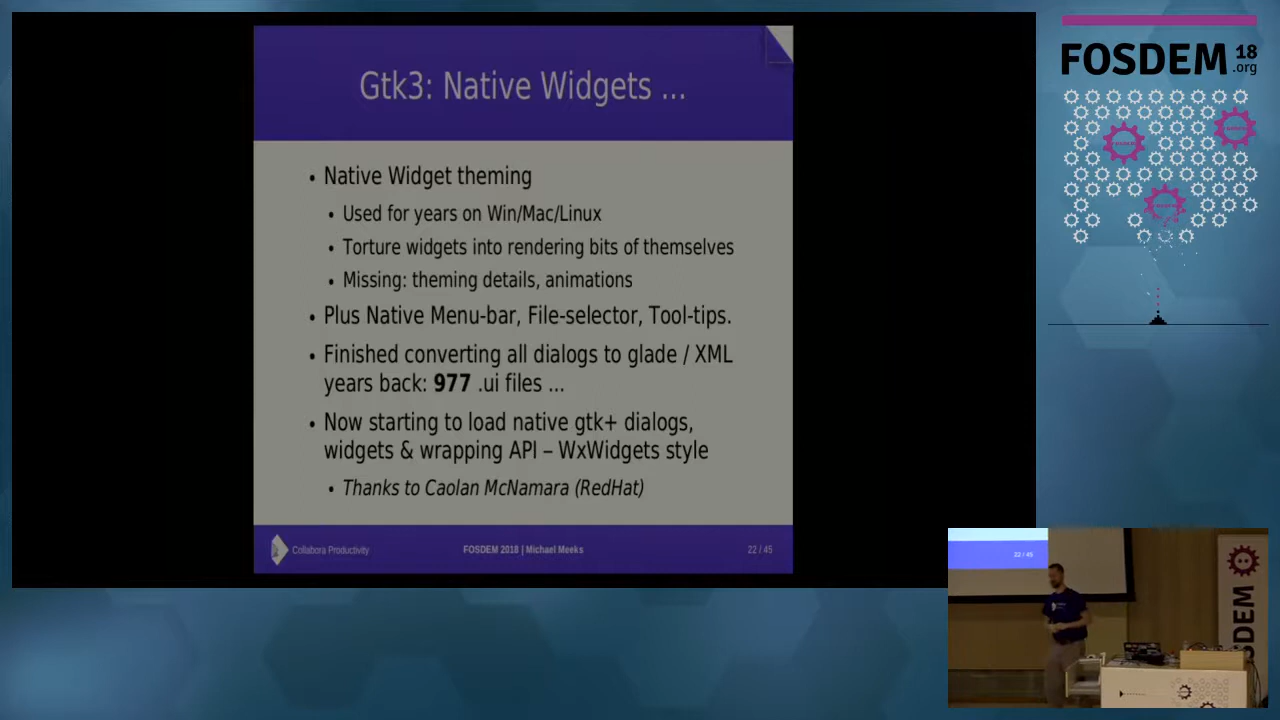 Gtk3: Native Widgets ...
• Native Widget theming
• Used for years on Win/Mac/Linux
• Torture widgets into rendering bits of themselves
• Missing: theming details, animations
• Plus Native Menu-bar, File-selector, Tool-tips.
• Finished converting all dialogs to glade / XML
years back: 977 .ui files ...
• Now starting to load native gtk+ dialogs,
widgets & wrapping API – WxWidgets style
• Thanks to Caolan McNamara (RedHat)
Collabora Productivity
FOSDEM 2018 | Michael Meeks
22 / 45
FOSDEM 18
.org
22 / 45